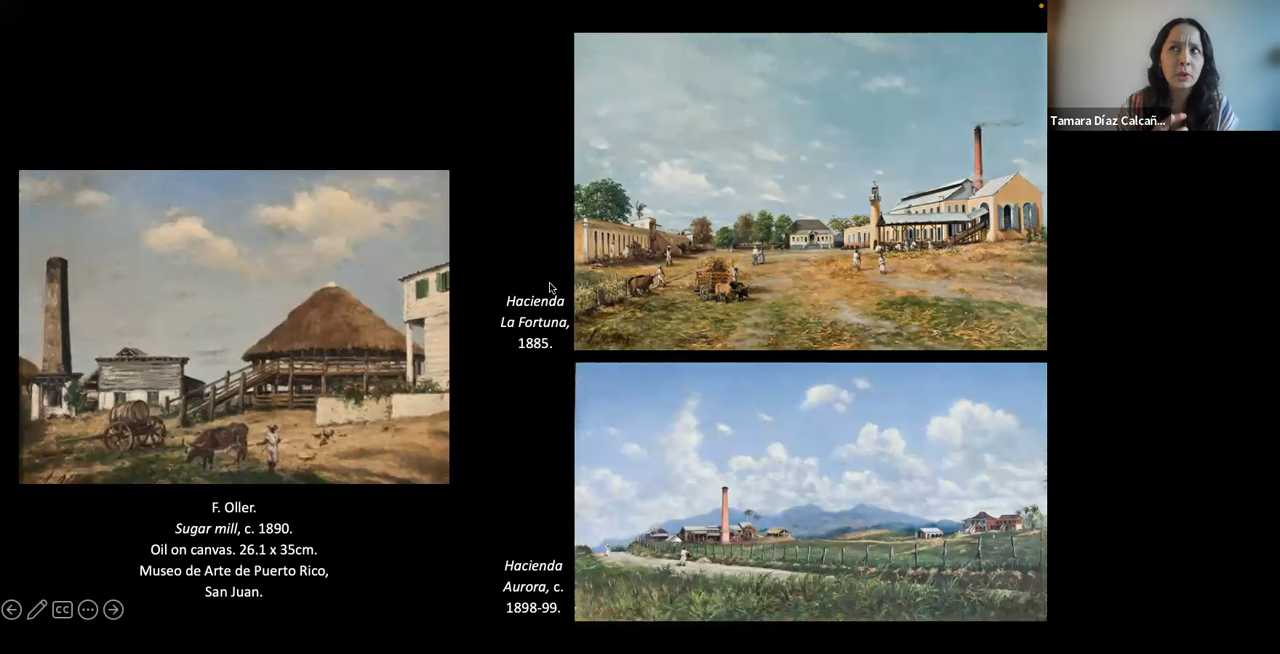 Tamara Díaz Calcañ...
Hacienda
La Fortuna,
1885.
F. Oller.
Sugar mill, c. 1890.
Oil on canvas. 26.1 x 35cm.
Museo de Arte de Puerto Rico,
San Juan.
Hacienda
Aurora, c.
1898-99.
CC